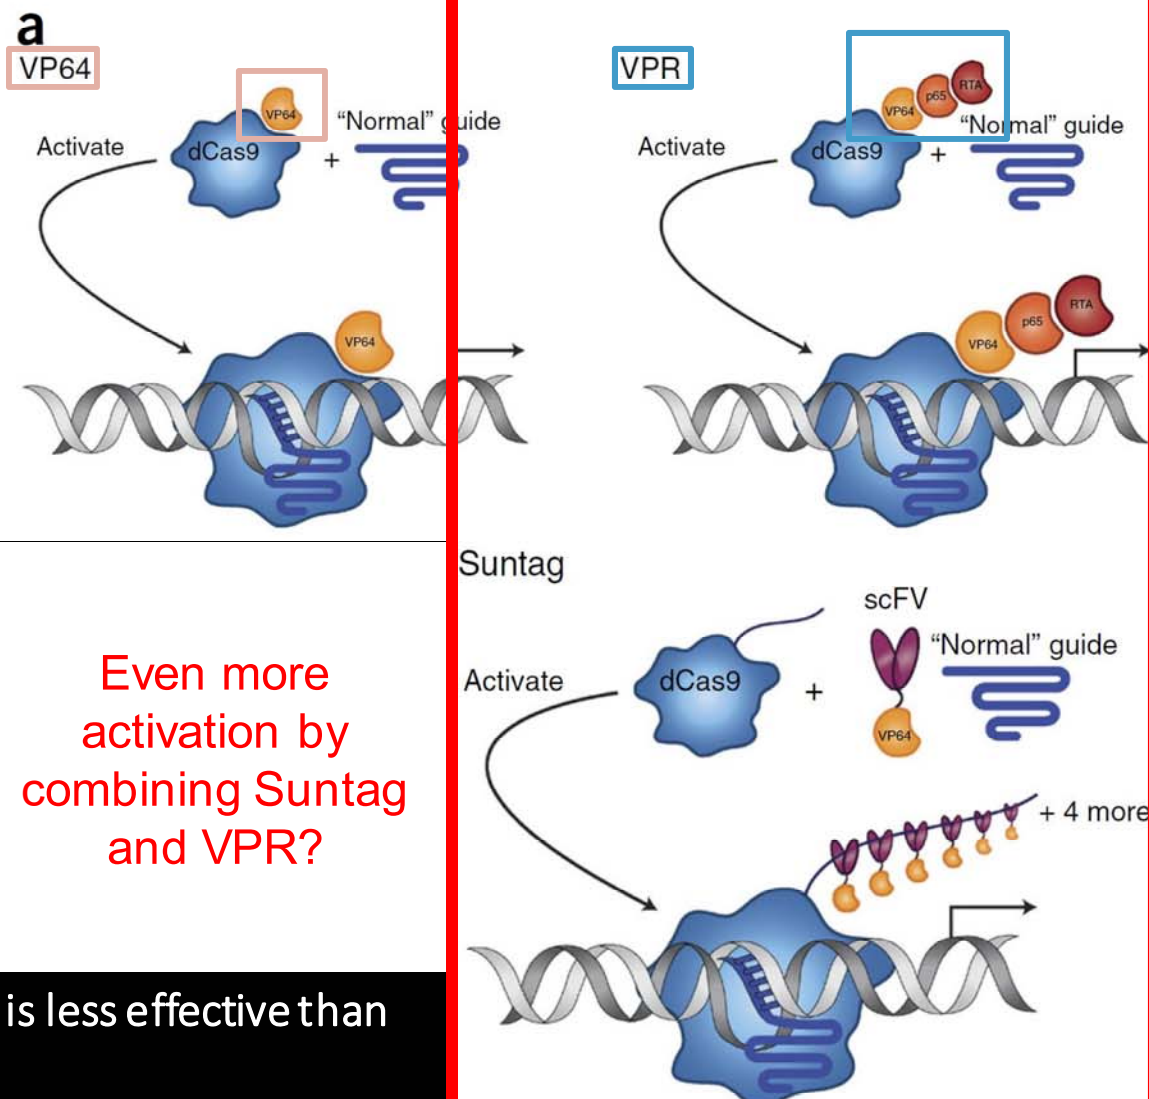 a
VP64
VP64
Activate
dCas9
+
“Normal” guide
VP64
VPR
VP64
p65
RTA
Activate
dCas9
+
“Normal” guide
VP64
p65
RTA
Even more
activation by
combining Suntag
and VPR?
is less effective than
Suntag
scFV
Activate
dCas9
+
VP64
“Normal” guide
+ 4 more